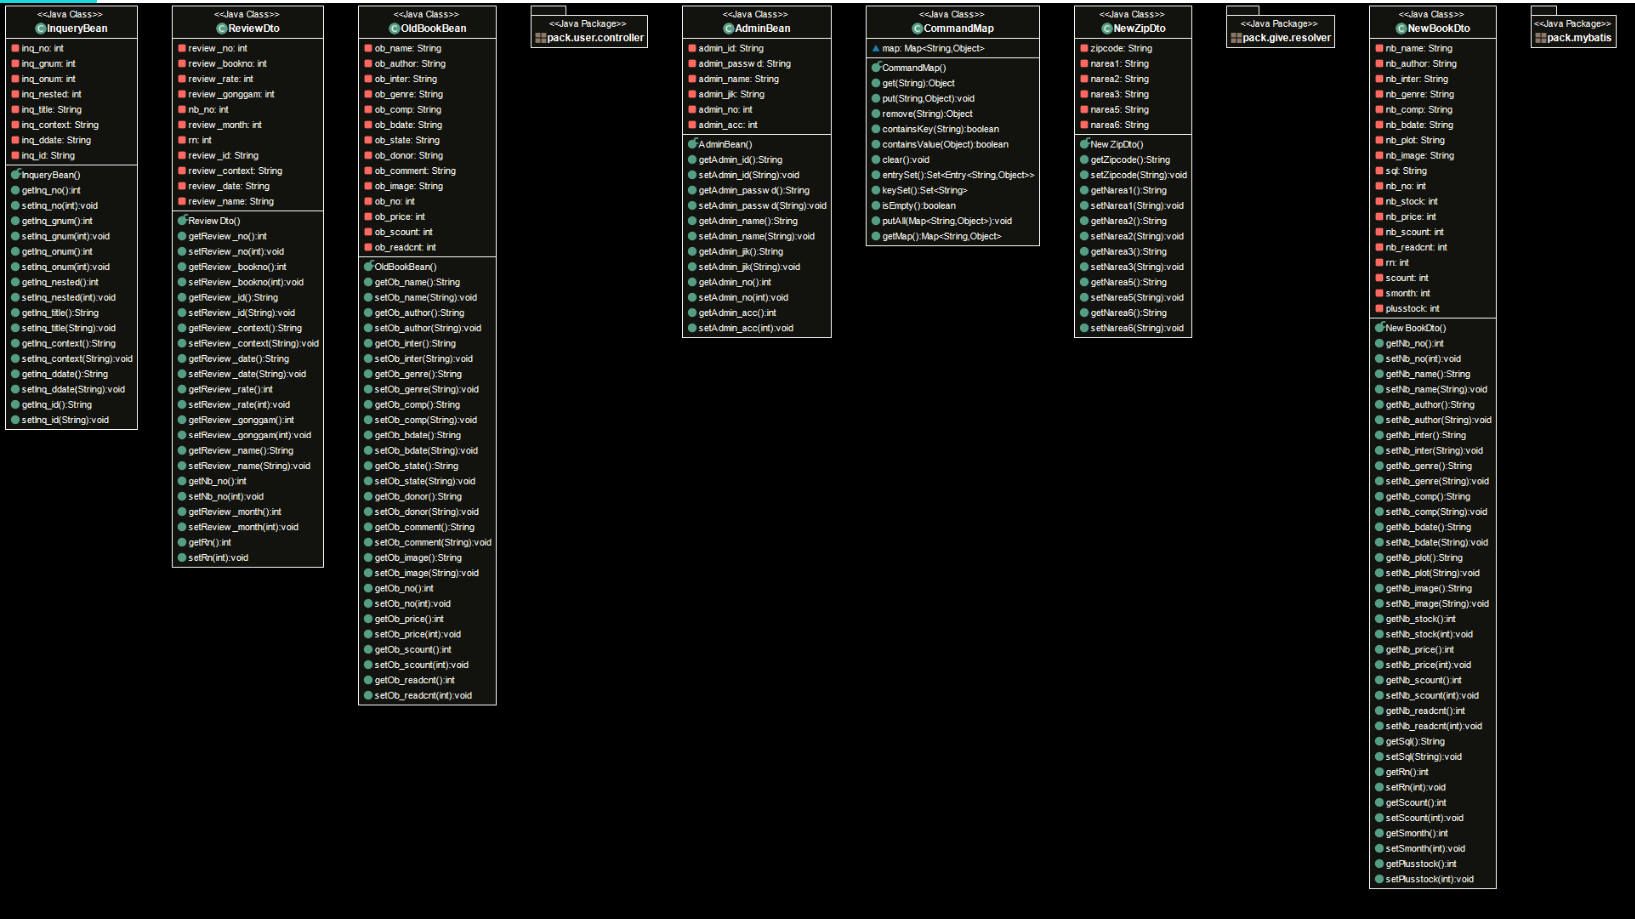 <<Java Class>>
InqueryBean
inq_no: int
inq_gnum: int
inq_onum: int
inq_nested: int
inq_title: String
inq_context: String
inq_ddate: String
inq_id: String
InqueryBean()
getInq_no():int
setInq_no(int):void
getInq_gnum():int
setInq_gnum(int):void
getInq_onum():int
setInq_onum(int):void
getInq_nested():int
setInq_nested(int):void
getInq_title():String
setInq_title(String):void
getInq_context():String
setInq_context(String):void
getInq_ddate():String
setInq_ddate(String):void
getInq_id():String
setInq_id(String):void
<<Java Class>>
ReviewDto
review_no: int
review_bookno: int
review_rate: int
review_gonggam: int
nb_no: int
review_month: int
rn: int
review_id: String
review_context: String
review_date: String
review_name: String
ReviewDto()
getReview_no():int
setReview_no(int):void
getReview_bookno():int
setReview_bookno(int):void
getReview_id():String
setReview_id(String):void
getReview_context():String
setReview_context(String):void
getReview_date():String
setReview_date(String):void
getReview_rate():int
setReview_rate(int):void
getReview_gonggam():int
setReview_gonggam(int):void
getReview_name():String
setReview_name(String):void
getNb_no():int
setNb_no(int):void
getReview_month():int
setReview_month(int):void
getRn():int
setRn(int):void
<<Java Class>>
OldBookBean
ob_name: String
ob_author: String
ob_inter: String
ob_genre: String
ob_comp: String
ob_bdate: String
ob_state: String
ob_donor: String
ob_comment: String
ob_image: String
ob_no: int
ob_price: int
ob_scount: int
ob_readcnt: int
OldBookBean()
getOb_name():String
setOb_name(String):void
getOb_author():String
setOb_author(String):void
getOb_inter():String
setOb_inter(String):void
getOb_genre():String
setOb_genre(String):void
getOb_comp():String
setOb_comp(String):void
getOb_bdate():String
setOb_bdate(String):void
getOb_state():String
setOb_state(String):void
getOb_donor():String
setOb_donor(String):void
getOb_comment():String
setOb_comment(String):void
getOb_image():String
setOb_image(String):void
getOb_no():int
setOb_no(int):void
getOb_price():int
setOb_price(int):void
getOb_scount():int
setOb_scount(int):void
getOb_readcnt():int
setOb_readcnt(int):void
<<Java Package>>
pack.user.controller
<<Java Class>>
AdminBean
admin_id: String
admin_passwd: String
admin_name: String
admin_jik: String
admin_no: int
admin_acc: int
AdminBean()
getAdmin_id():String
setAdmin_id(String):void
getAdmin_passwd():String
setAdmin_passwd(String):void
getAdmin_name():String
setAdmin_name(String):void
getAdmin_jik():String
setAdmin_jik(String):void
getAdmin_no():int
setAdmin_no(int):void
getAdmin_acc():int
setAdmin_acc(int):void
<<Java Class>>
CommandMap
map: Map<String,Object>
CommandMap()
get(String):Object
put(String,Object):void
remove(String):Object
containsKey(String):boolean
containsValue(Object):boolean
clear():void
entrySet():Set<Entry<String,Object>>
keySet():Set<String>
isEmpty():boolean
putAll(Map<String,Object>):void
getMap():Map<String,Object>
<<Java Class>>
NewZipDto
zipcode: String
narea1: String
narea2: String
narea3: String
narea5: String
narea6: String
NewZipDto()
getZipcode():String
setZipcode(String):void
getNarea1():String
setNarea1(String):void
getNarea2():String
setNarea2(String):void
getNarea3():String
setNarea3(String):void
getNarea5():String
setNarea5(String):void
getNarea6():String
setNarea6(String):void
<<Java Package>>
pack.give.resolver
<<Java Class>>
NewBookDto
nb_name: String
nb_author: String
nb_inter: String
nb_genre: String
nb_comp: String
nb_bdate: String
nb_plot: String
nb_image: String
sql: String
nb_no: int
nb_stock: int
nb_price: int
nb_scount: int
nb_readcnt: int
rn: int
scount: int
smonth: int
plusstock: int
NewBookDto()
getNb_no():int
setNb_no(int):void
getNb_name():String
setNb_name(String):void
getNb_author():String
setNb_author(String):void
getNb_inter():String
setNb_inter(String):void
getNb_genre():String
setNb_genre(String):void
getNb_comp():String
setNb_comp(String):void
getNb_bdate():String
setNb_bdate(String):void
getNb_plot():String
setNb_plot(String):void
getNb_image():String
setNb_image(String):void
getNb_stock():int
setNb_stock(int):void
getNb_price():int
setNb_price(int):void
getNb_scount():int
setNb_scount(int):void
getNb_readcnt():int
setNb_readcnt(int):void
getSql():String
setSql(String):void
getRn():int
setRn(int):void
getScount():int
setScount(int):void
getSmonth():int
setSmonth(int):void
getPlusstock():int
setPlusstock(int):void
<<Java Package>>
pack.mybatis